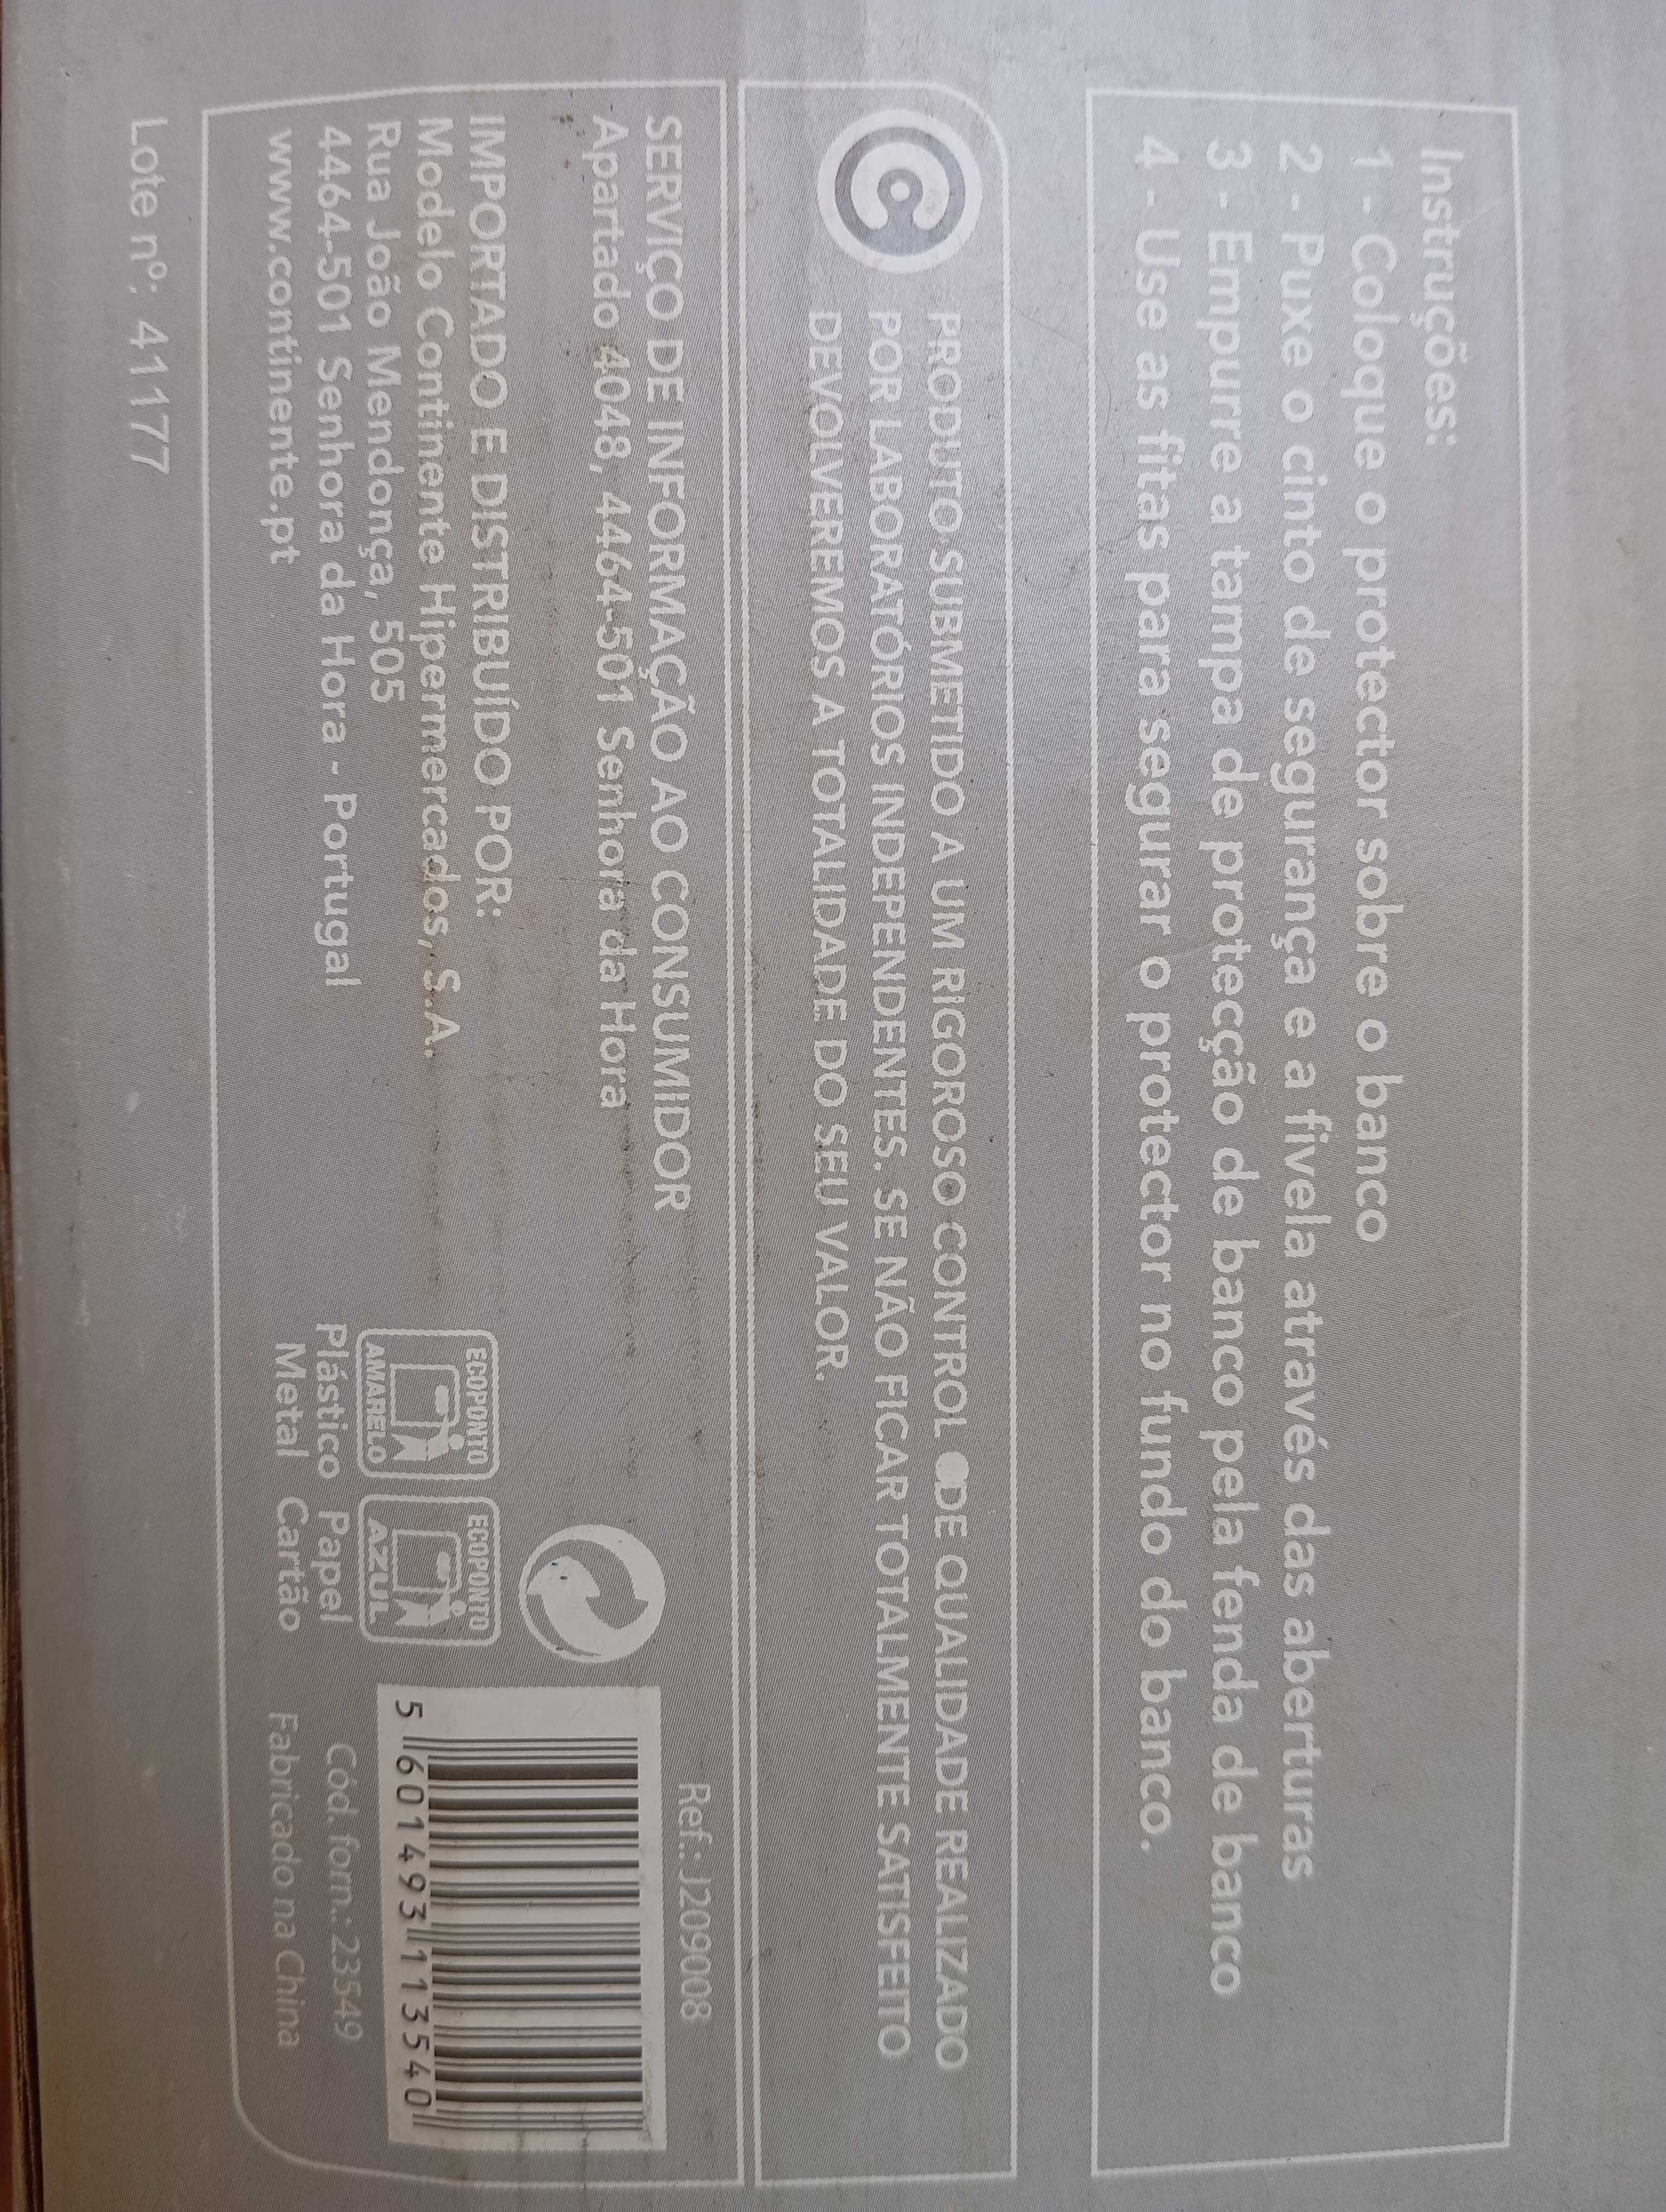 Instruções:
1 - Coloque o protector sobre o banco
2 - Puxe o cinto de segurança e a fivela através das aberturas
3 - Empurre a tampa de protecção de banco pela fenda de banco
4 - Use as fitas para segurar o protector no fundo do banco.
PRODUTO SUBMETIDO A UM RIGOROSO CONTROL DE QUALIDADE REALIZADO
POR LABORATÓRIOS INDEPENDENTES. SE NÃO FICAR TOTALMENTE SATISFEITO
DEVOLVEREMOS A TOTALIDADE DO SEU VALOR.
SERVIÇO DE INFORMAÇÃO AO CONSUMIDOR
Apartado 4048, 4464-501 Senhora da Hora
IMPORTADO E DISTRIBUÍDO POR:
Modelo Continente Hipermercados, S.A.
Rua João Mendonça, 505
4464-501 Senhora da Hora - Portugal
www.continente.pt
ECOPONTO
AMARELO
Plástico
Metal
ECOPONTO
AZUL
Papel
Cartão
Ref.: J209008
5 601493 113540
Cód. forn.: 23549
Fabricado na China
Lote nº: 41177